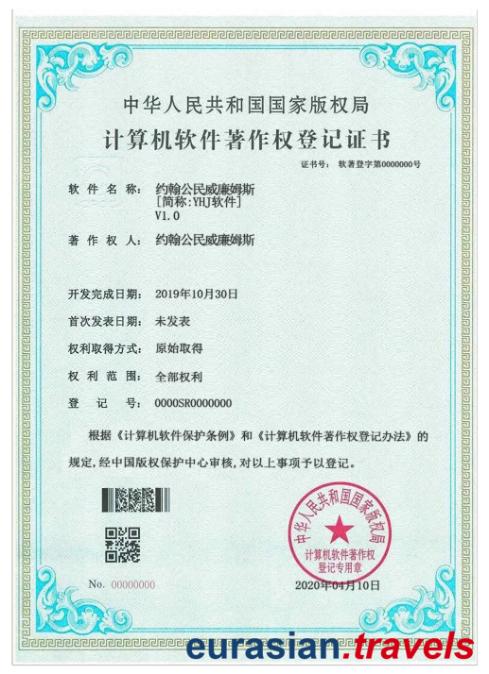 中华人民共和国国家版权局
计算机软件著作权登记证书
证书号： 软著登字第0000000号
软件名称： 约翰公民威廉姆斯
[简称:YHJ软件]
V1.0
著作权人： 约翰公民威廉姆斯
开发完成日期： 2019年10月30日
首次发表日期： 未发表
权利取得方式： 原始取得
权利范围： 全部权利
登记号： 0000SR0000000
根据《计算机软件保护条例》和《计算机软件著作权登记办法》的
规定,经中国版权保护中心审核,对以上事项予以登记。
中华人民共和国国家版权局
计算机软件著作权
登记专用章
No. 00000000
2020年04月10日
eurasian.travels